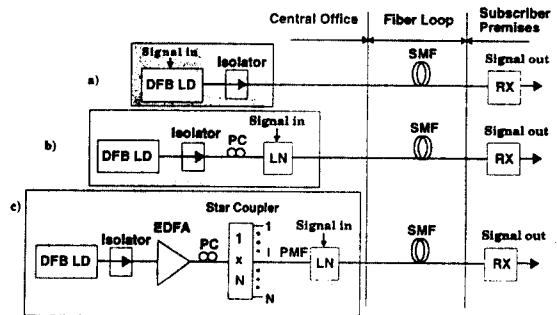 Central Office
Fiber Loop
Subscriber
Premises
a)
Signal in
DFB LD
Isolator
SMF
Signal out
RX
b)
DFB LD
Isolator
PC
Signal in
LN
SMF
Signal out
RX
c)
DFB LD
Isolator
EDFA
PC
Star Coupler
1
x
N
1
i
N
PMF
Signal in
LN
SMF
Signal out
RX